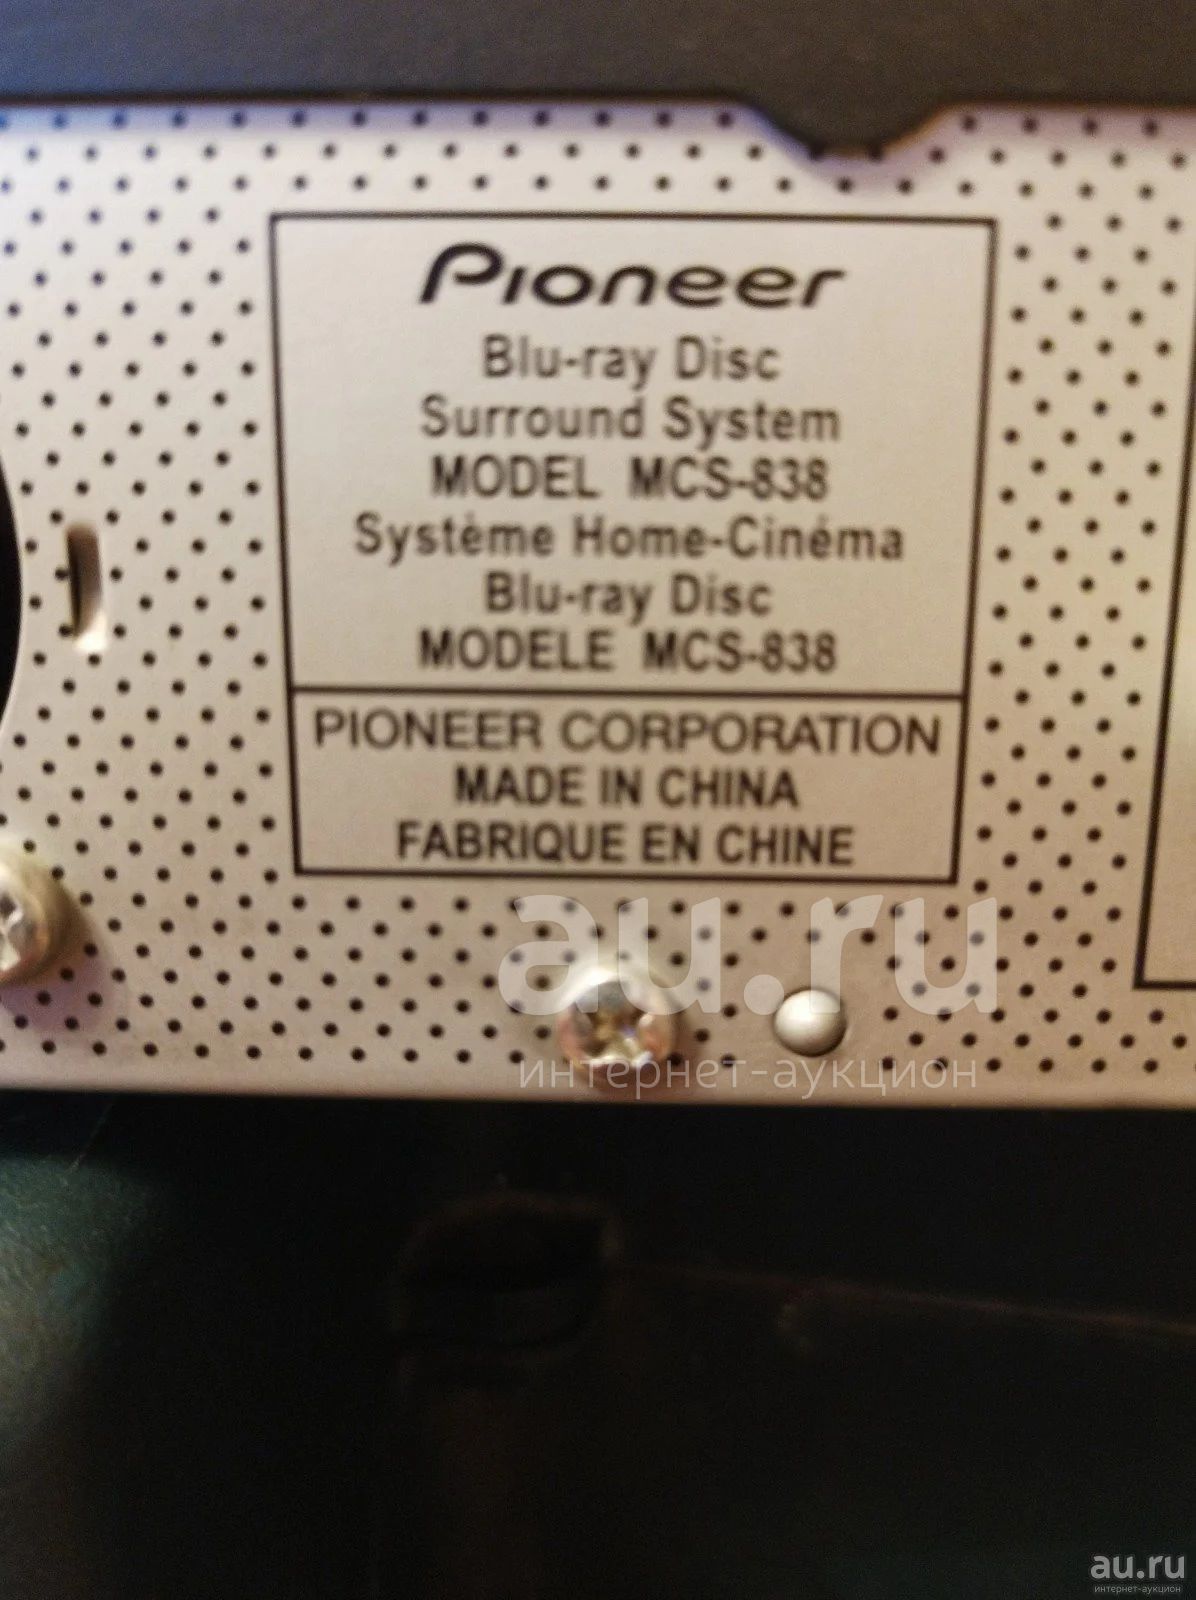 Pioneer
Blu-ray Disc
Surround System
MODEL MCS-838
Système Home-Cinéma
Blu-ray Disc
MODELE MCS-838
PIONEER CORPORATION
MADE IN CHINA
FABRIQUE EN CHINE
au.ru
интернет-аукцион
au.ru
интернет-аукцион